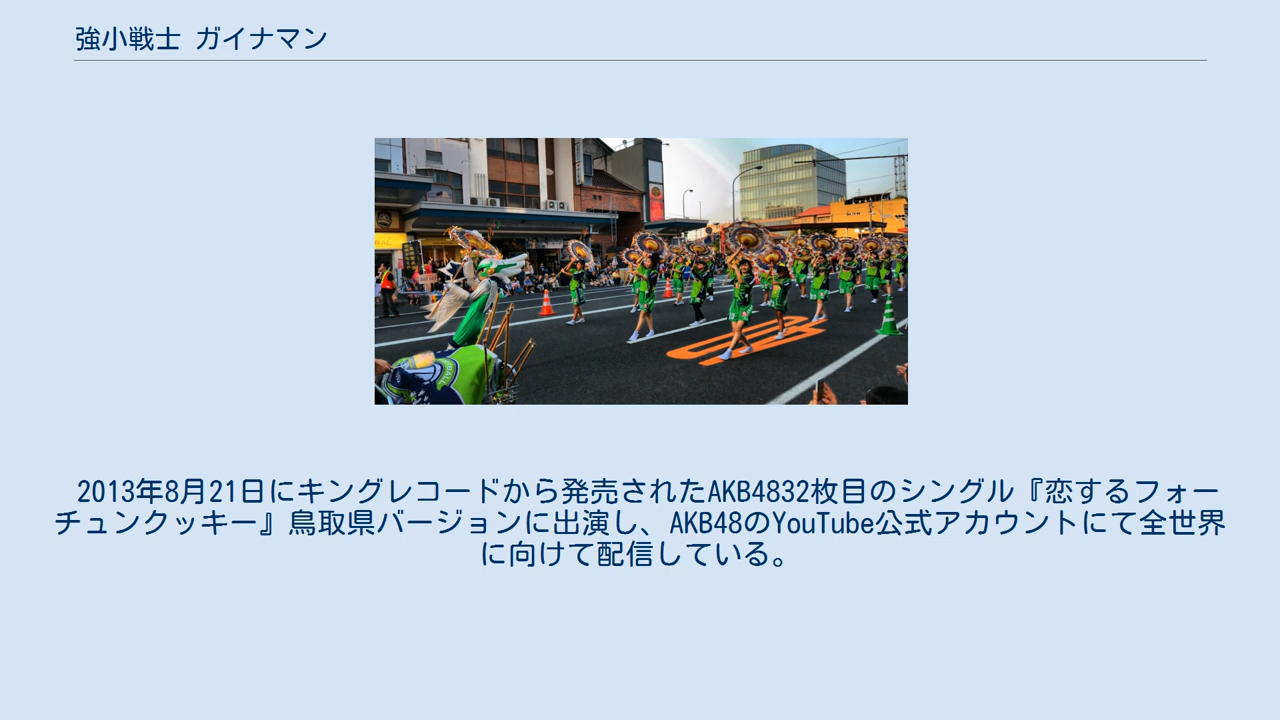 強小戦士 ガイナマン
2013年8月21日にキングレコードから発売されたAKB4832枚目のシングル『恋するフォー
チュンクッキー』鳥取県バージョンに出演し、AKB48のYouTube公式アカウントにて全世界
に向けて配信している。